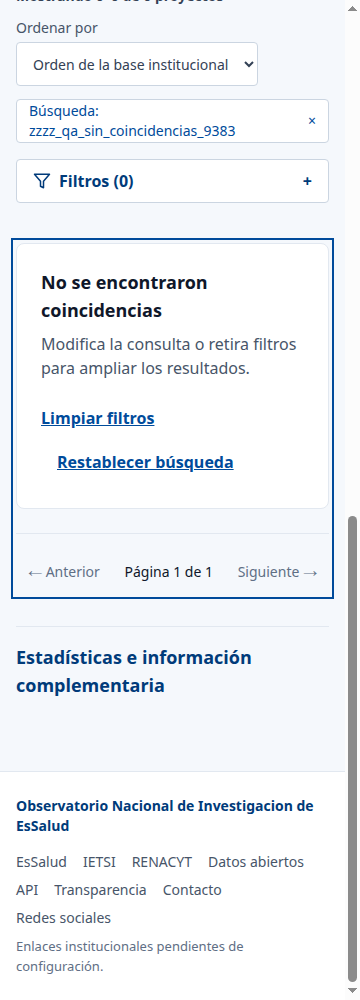 Ordenar por
Orden de la base institucional
Búsqueda:
zzzz_qa_sin_coincidencias_9383 ×
Filtros (0) +
No se encontraron
coincidencias
Modifica la consulta o retira filtros
para ampliar los resultados.
Limpiar filtros
Restablecer búsqueda
← Anterior Página 1 de 1 Siguiente →
Estadísticas e información
complementaria
Observatorio Nacional de Investigacion de
EsSalud
EsSalud IETSI RENACYT Datos abiertos
API Transparencia Contacto
Redes sociales
Enlaces institucionales pendientes de
configuración.